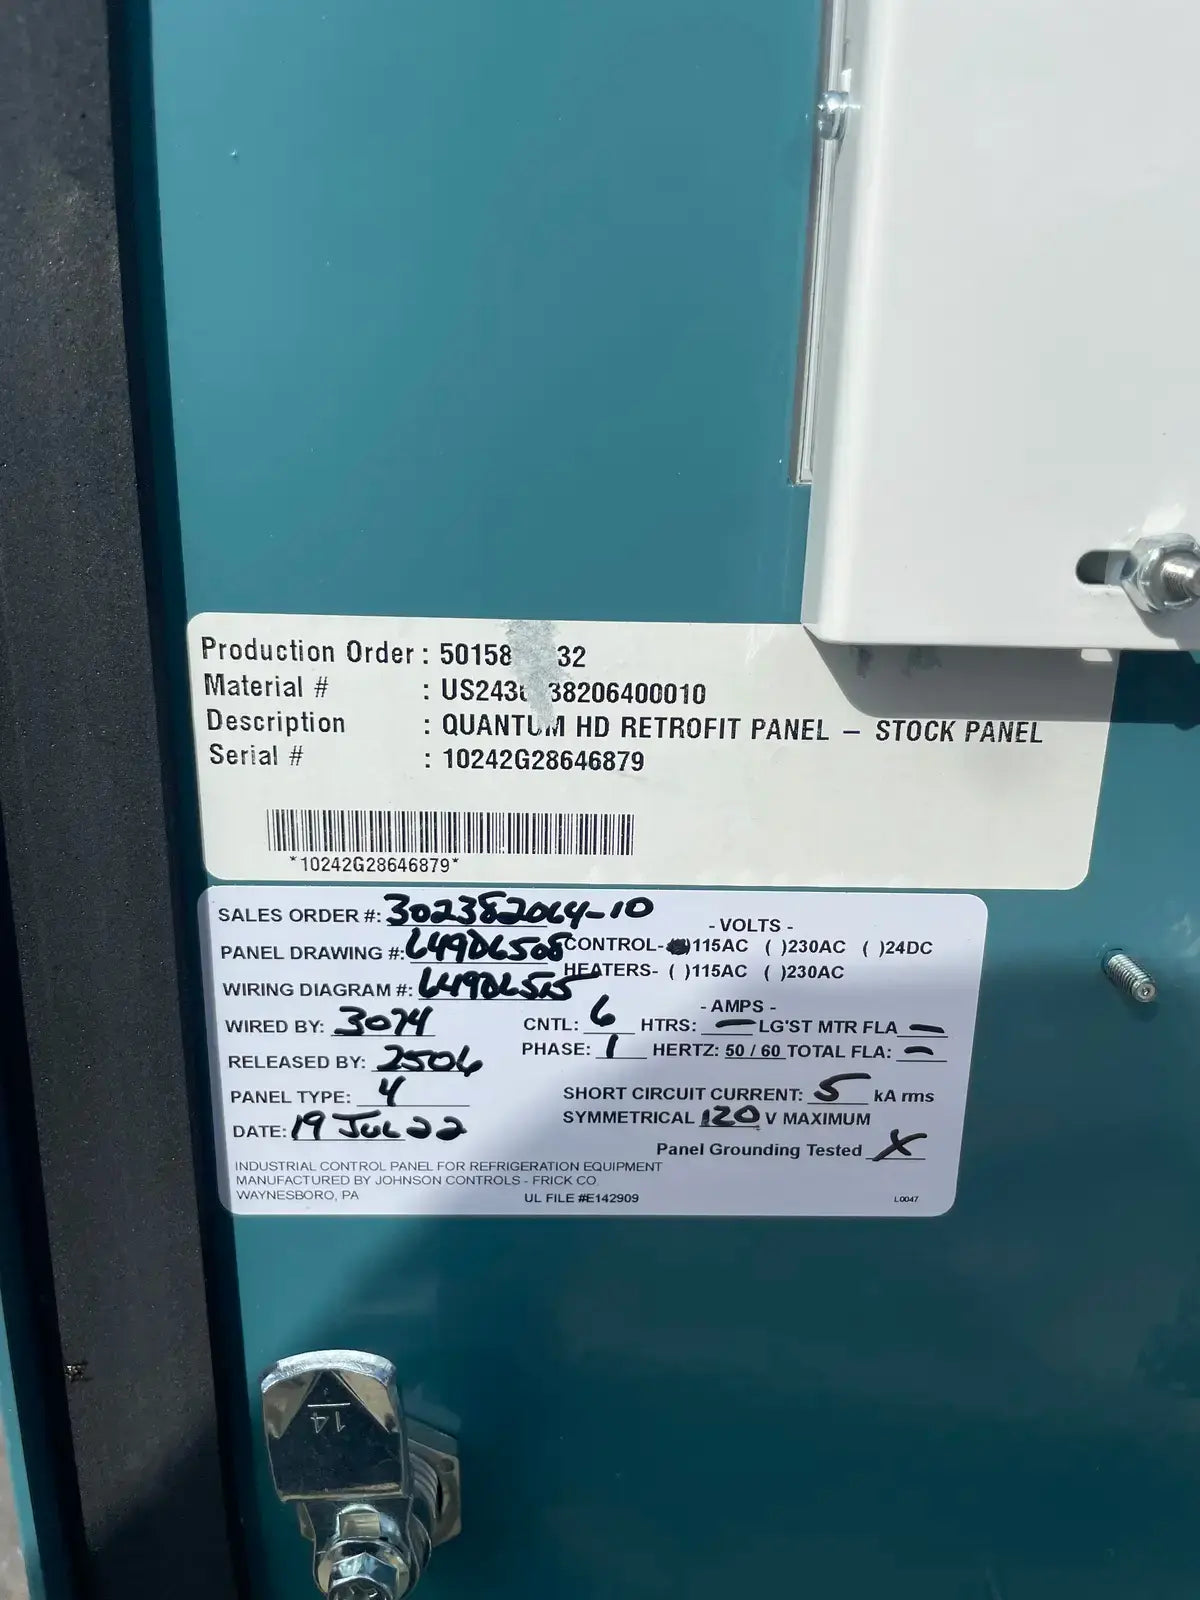 Production Order : 50158 32
Material # : US243 38206400010
Description : QUANTUM HD RETROFIT PANEL – STOCK PANEL
Serial # : 10242G28646879
*10242G28646879*
SALES ORDER #: 302382064-10
PANEL DRAWING #: 649D6508
WIRING DIAGRAM #: 649D6515
WIRED BY: 3074
RELEASED BY: 2506
PANEL TYPE: 4
DATE: 19 JUL 22
- VOLTS -
CONTROL- ( )115AC ( )230AC ( )24DC
HEATERS- ( )115AC ( )230AC
- AMPS -
CNTL: 6 HTRS: — LG'ST MTR FLA —
PHASE: 1 HERTZ: 50 / 60 TOTAL FLA: —
SHORT CIRCUIT CURRENT: 5 kA rms
SYMMETRICAL 120 V MAXIMUM
Panel Grounding Tested X
INDUSTRIAL CONTROL PANEL FOR REFRIGERATION EQUIPMENT
MANUFACTURED BY JOHNSON CONTROLS - FRICK CO.
WAYNESBORO, PA UL FILE #E142909 L0047
14